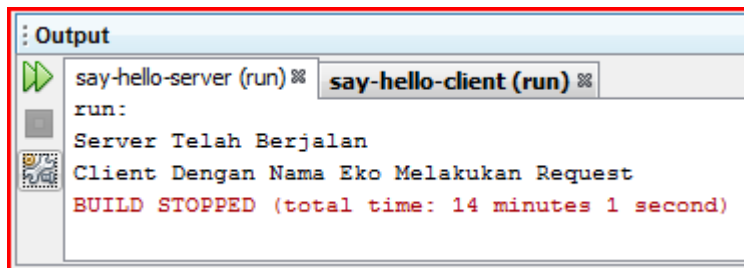 Output
say-hello-server (run) say-hello-client (run)
run:
Server Telah Berjalan
Client Dengan Nama Eko Melakukan Request
BUILD STOPPED (total time: 14 minutes 1 second)